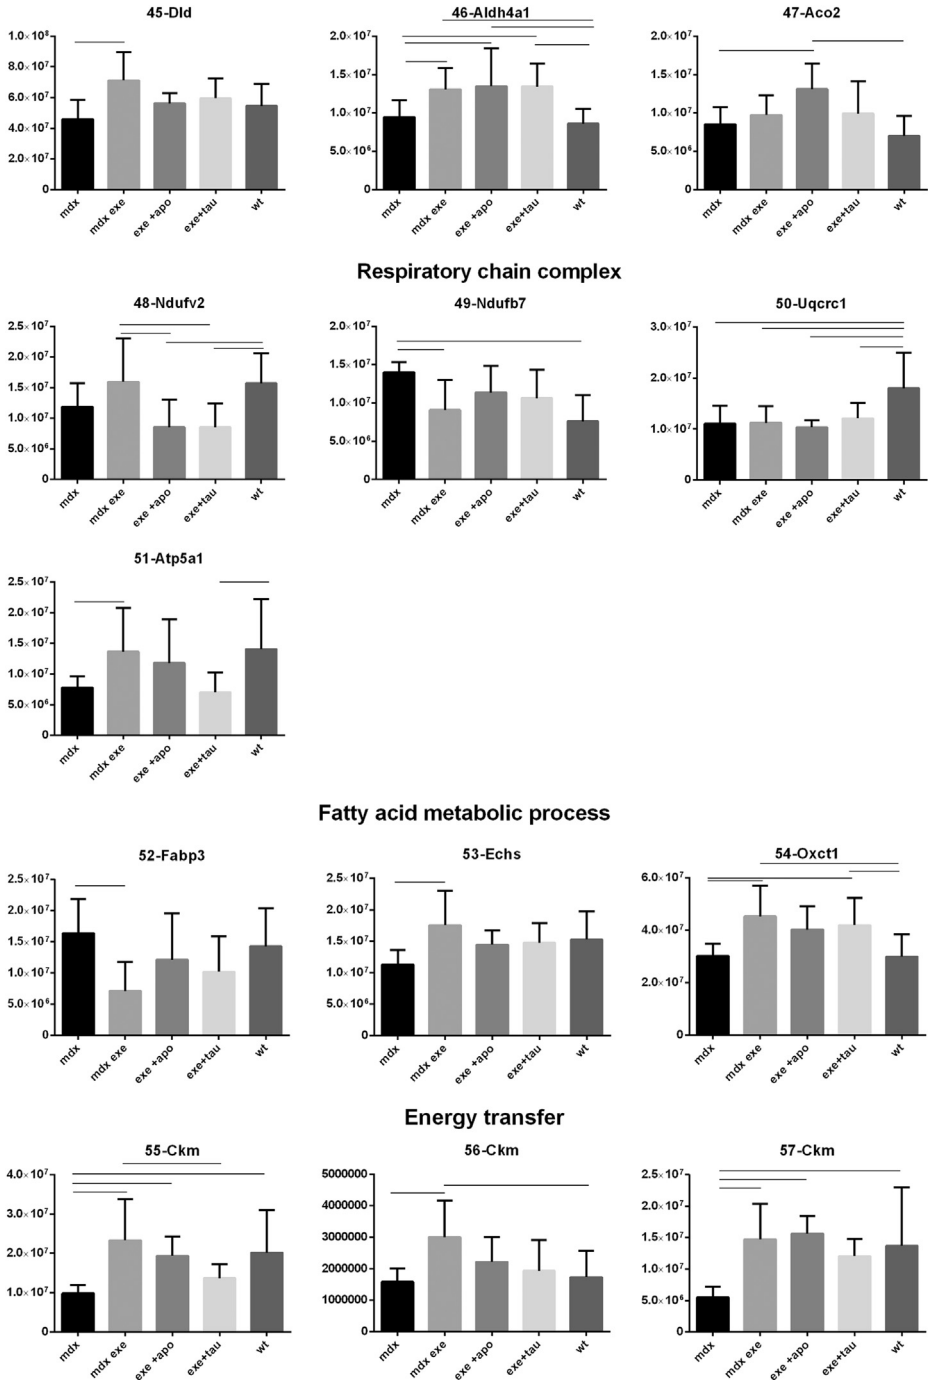 45-Dld
1.0×10⁸
8.0×10⁷
6.0×10⁷
4.0×10⁷
2.0×10⁷
0
mdx
mdx exe
exe +apo
exe+tau
wt
46-Aldh4a1
2.0×10⁷
1.5×10⁷
1.0×10⁷
5.0×10⁶
0
mdx
mdx exe
exe +apo
exe+tau
wt
47-Aco2
2.0×10⁷
1.5×10⁷
1.0×10⁷
5.0×10⁶
0
mdx
mdx exe
exe +apo
exe+tau
wt
Respiratory chain complex
48-Ndufv2
2.5×10⁷
2.0×10⁷
1.5×10⁷
1.0×10⁷
5.0×10⁶
0
mdx
mdx exe
exe +apo
exe+tau
wt
49-Ndufb7
2.0×10⁷
1.5×10⁷
1.0×10⁷
5.0×10⁶
0
mdx
mdx exe
exe +apo
exe+tau
wt
50-Uqcrc1
3.0×10⁷
2.0×10⁷
1.0×10⁷
0
mdx
mdx exe
exe +apo
exe+tau
wt
51-Atp5a1
2.5×10⁷
2.0×10⁷
1.5×10⁷
1.0×10⁷
5.0×10⁶
0
mdx
mdx exe
exe +apo
exe+tau
wt
Fatty acid metabolic process
52-Fabp3
2.5×10⁷
2.0×10⁷
1.5×10⁷
1.0×10⁷
5.0×10⁶
0
mdx
mdx exe
exe +apo
exe+tau
wt
53-Echs
2.5×10⁷
2.0×10⁷
1.5×10⁷
1.0×10⁷
5.0×10⁶
0
mdx
mdx exe
exe +apo
exe+tau
wt
54-Oxct1
6.0×10⁷
4.0×10⁷
2.0×10⁷
0
mdx
mdx exe
exe +apo
exe+tau
wt
Energy transfer
55-Ckm
4.0×10⁷
3.0×10⁷
2.0×10⁷
1.0×10⁷
0
mdx
mdx exe
exe +apo
exe+tau
wt
56-Ckm
5000000
4000000
3000000
2000000
1000000
0
mdx
mdx exe
exe +apo
exe+tau
wt
57-Ckm
2.5×10⁷
2.0×10⁷
1.5×10⁷
1.0×10⁷
5.0×10⁶
0
mdx
mdx exe
exe +apo
exe+tau
wt